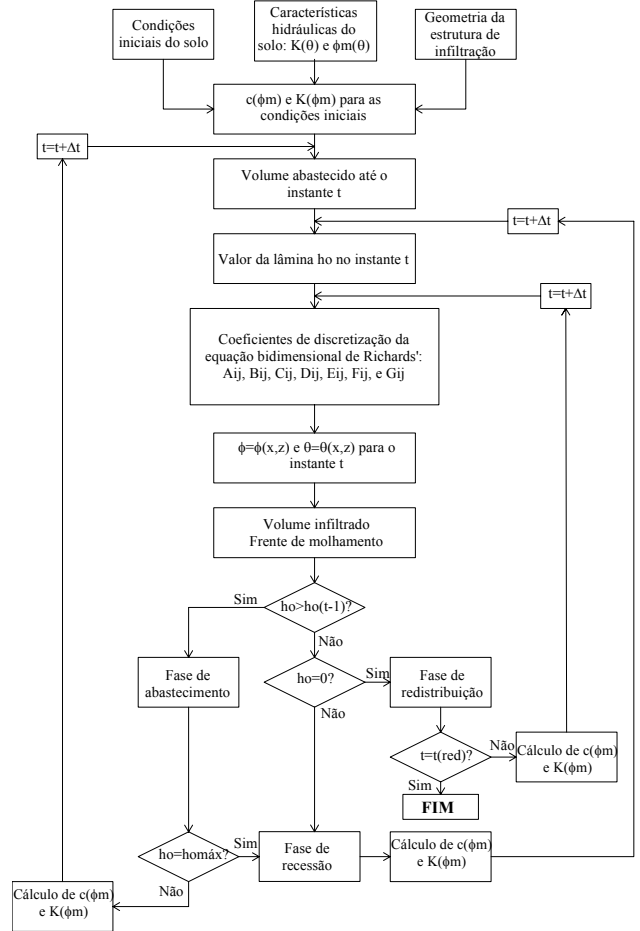 Condições
iniciais do solo
Características
hidráulicas do
solo: K(θ) e ϕm(θ)
Geometria da
estrutura de
infiltração
c(ϕm) e K(ϕm) para as
condições iniciais
t=t+Δt
Volume abastecido até o
instante t
t=t+Δt
Valor da lâmina ho no instante t
t=t+Δt
Coeficientes de discretização da
equação bidimensional de Richards':
Aij, Bij, Cij, Dij, Eij, Fij, e Gij
ϕ=ϕ(x,z) e θ=θ(x,z) para o
instante t
Volume infiltrado
Frente de molhamento
Sim
ho>ho(t-1)?
Não
Fase de
abastecimento
ho=0?
Sim
Fase de
redistribuição
Não
t=t(red)?
Não
Cálculo de c(ϕm)
e K(ϕm)
Sim
FIM
ho=homáx?
Sim
Fase de
recessão
Cálculo de c(ϕm)
e K(ϕm)
Não
Cálculo de c(ϕm)
e K(ϕm)